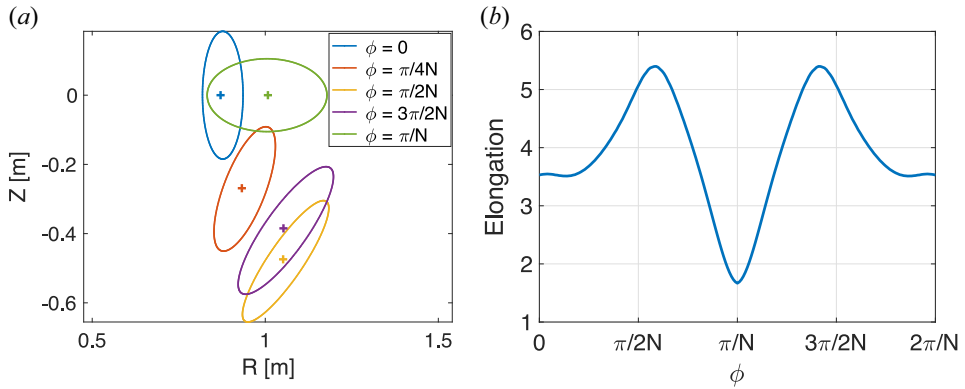 (a)
0
-0.2
-0.4
-0.6
Z [m]
0.5
1
1.5
R [m]
ϕ = 0
ϕ = π/4N
ϕ = π/2N
ϕ = 3π/2N
ϕ = π/N
(b)
6
5
4
3
2
1
Elongation
0
π/2N
π/N
3π/2N
2π/N
ϕ